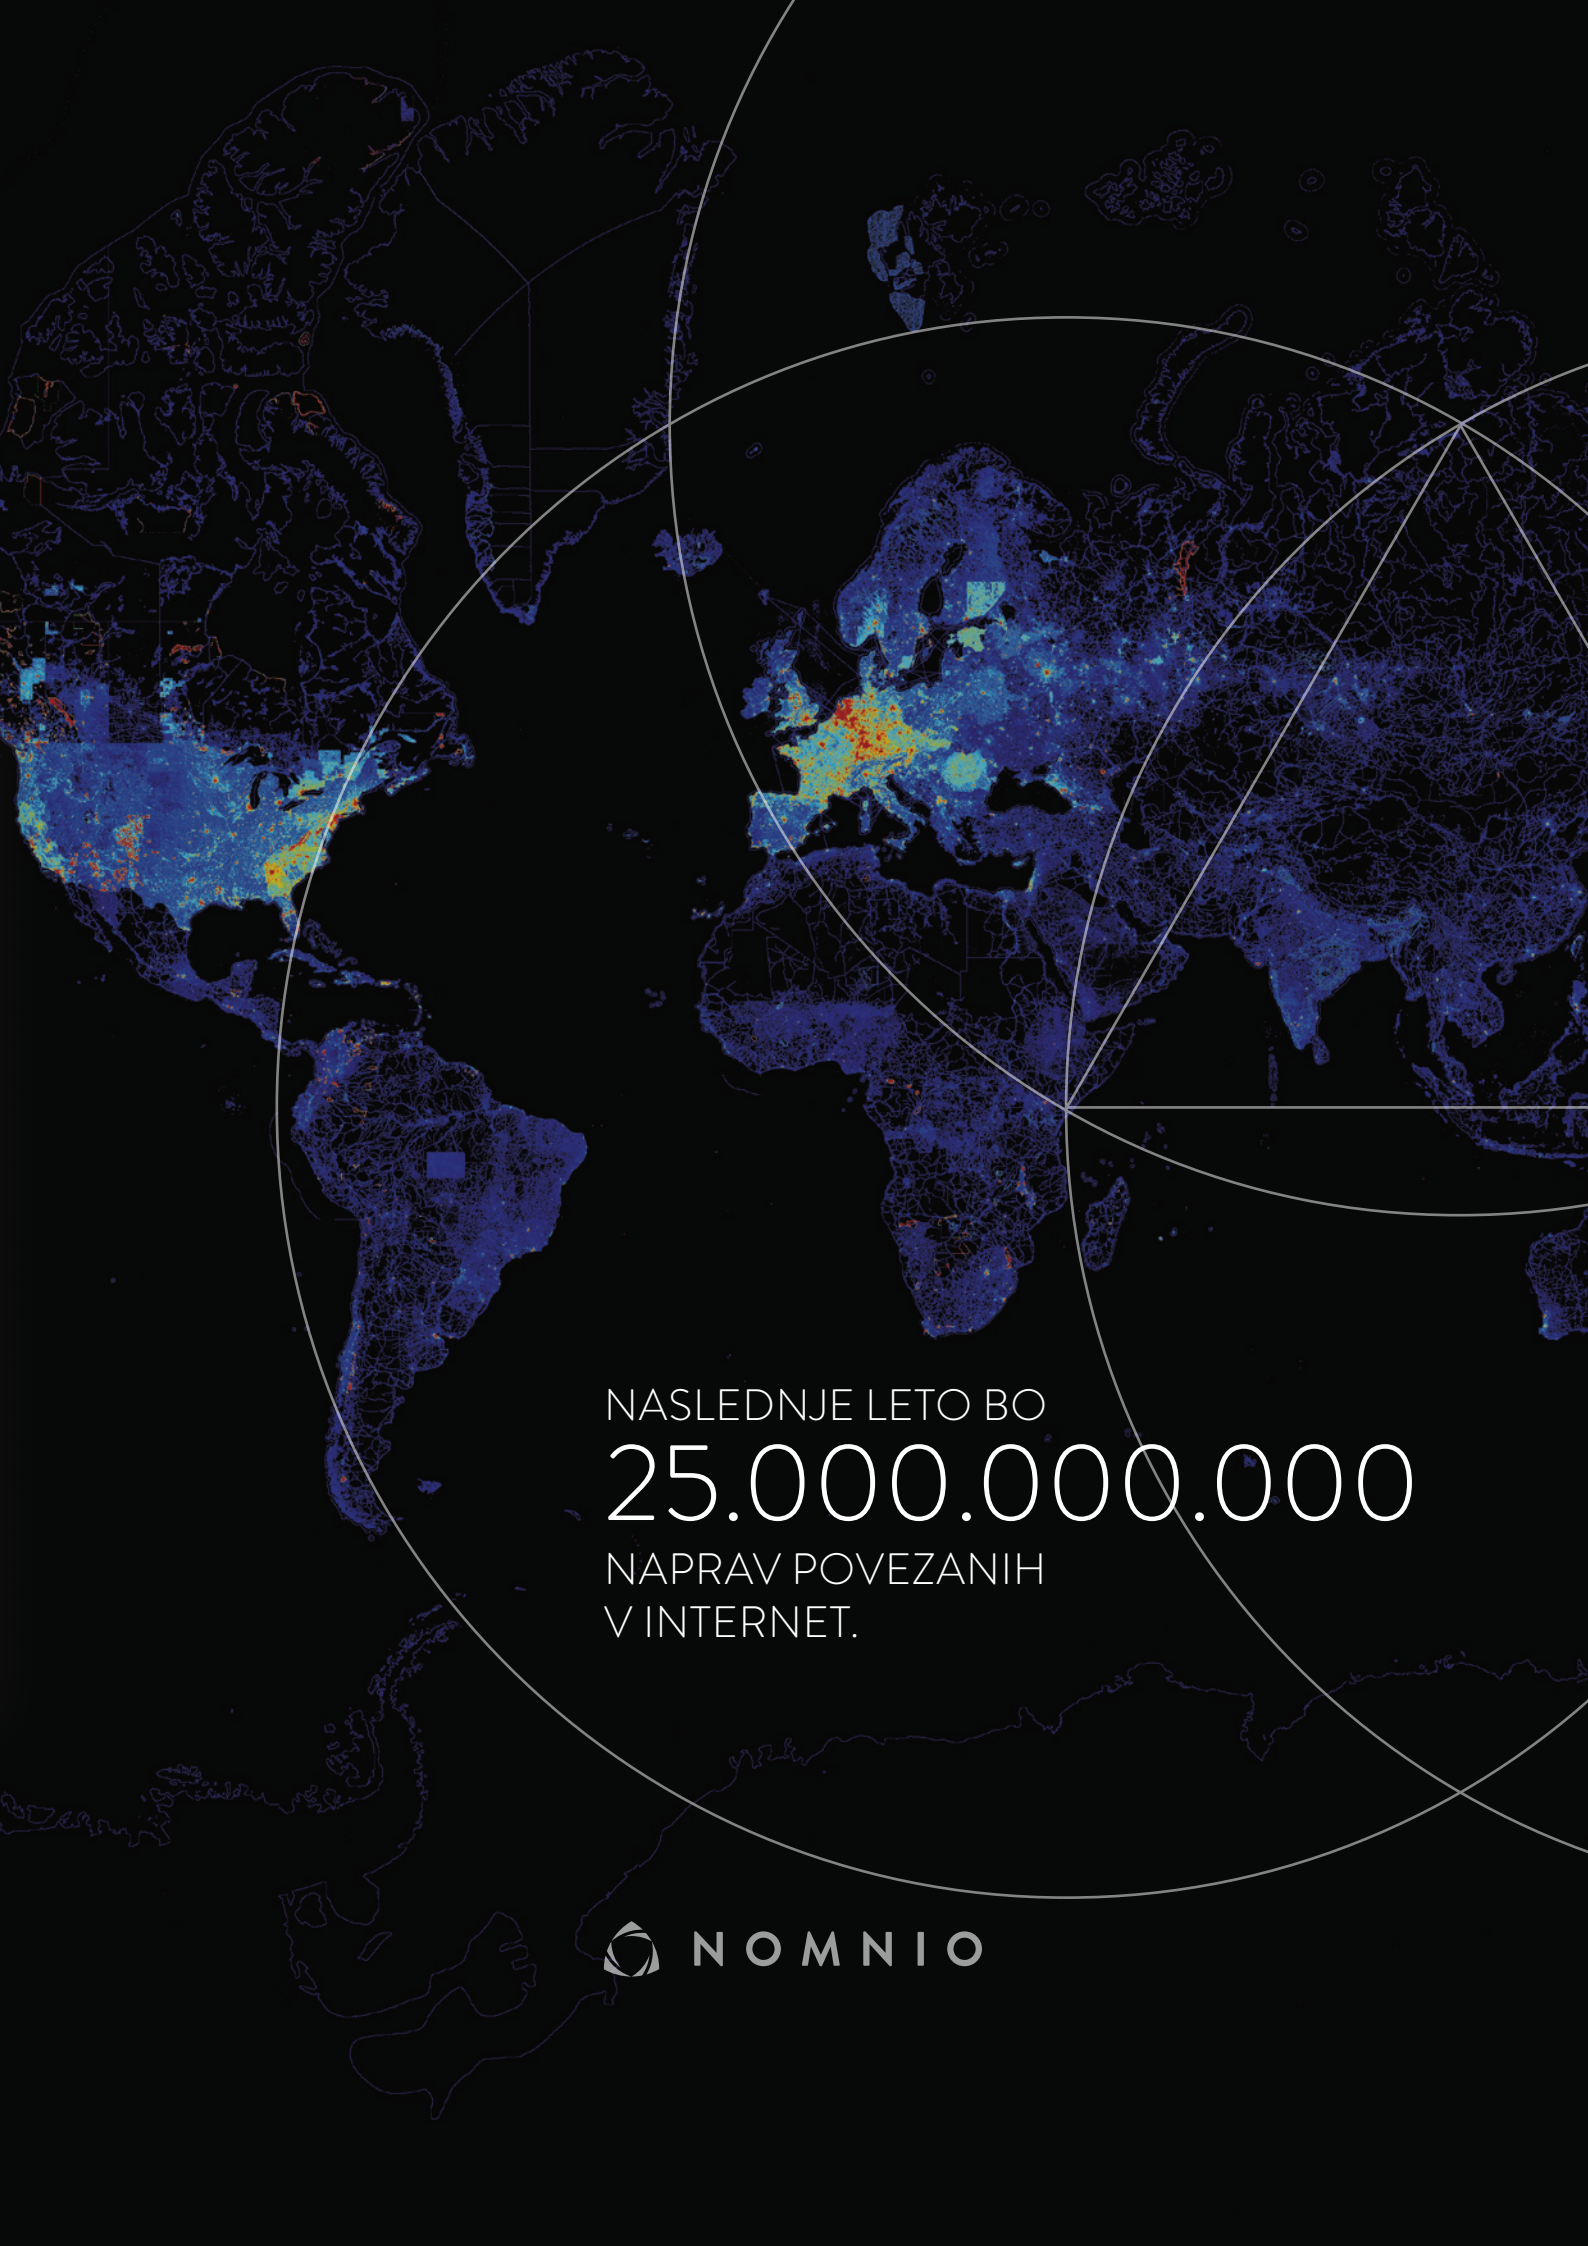 NASLEDNJE LETO BO
25.000.000.000
NAPRAV POVEZANIH
V INTERNET.
NOMNIO